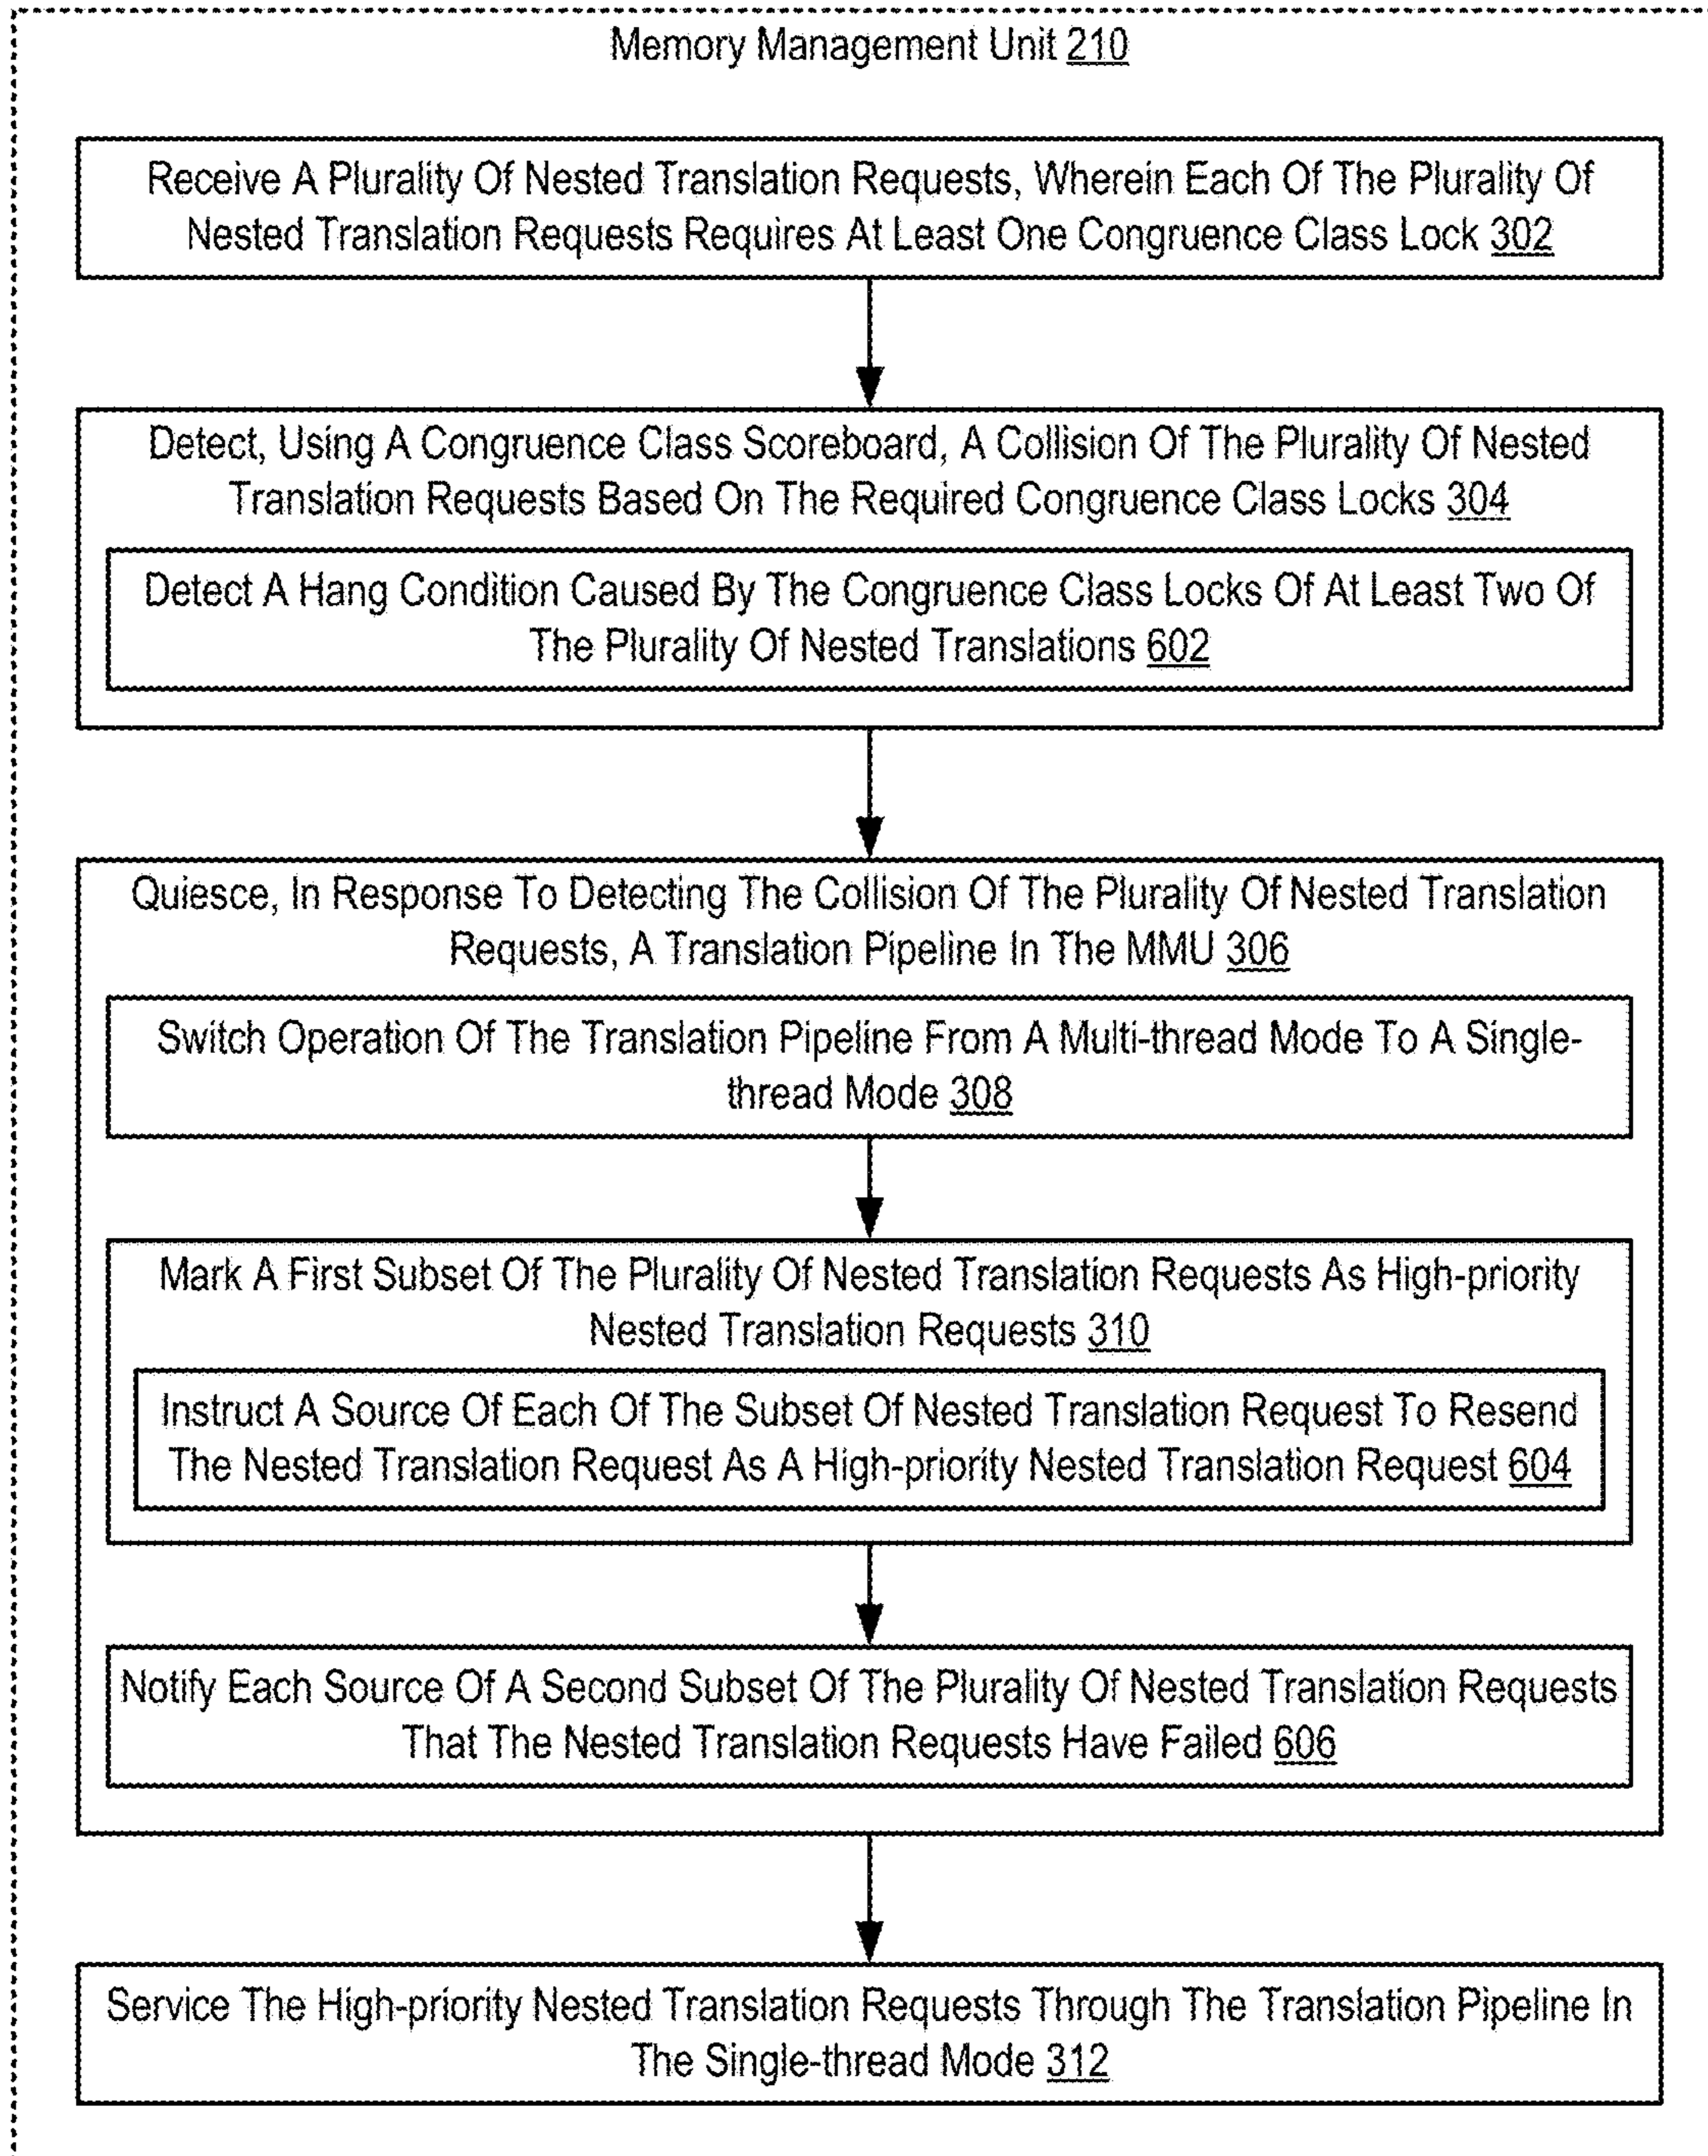 Memory Management Unit 210
Receive A Plurality Of Nested Translation Requests, Wherein Each Of The Plurality Of
Nested Translation Requests Requires At Least One Congruence Class Lock 302
Detect, Using A Congruence Class Scoreboard, A Collision Of The Plurality Of Nested
Translation Requests Based On The Required Congruence Class Locks 304
Detect A Hang Condition Caused By The Congruence Class Locks Of At Least Two Of
The Plurality Of Nested Translations 602
Quiesce, In Response To Detecting The Collision Of The Plurality Of Nested Translation
Requests, A Translation Pipeline In The MMU 306
Switch Operation Of The Translation Pipeline From A Multi-thread Mode To A Single-
thread Mode 308
Mark A First Subset Of The Plurality Of Nested Translation Requests As High-priority
Nested Translation Requests 310
Instruct A Source Of Each Of The Subset Of Nested Translation Request To Resend
The Nested Translation Request As A High-priority Nested Translation Request 604
Notify Each Source Of A Second Subset Of The Plurality Of Nested Translation Requests
That The Nested Translation Requests Have Failed 606
Service The High-priority Nested Translation Requests Through The Translation Pipeline In
The Single-thread Mode 312